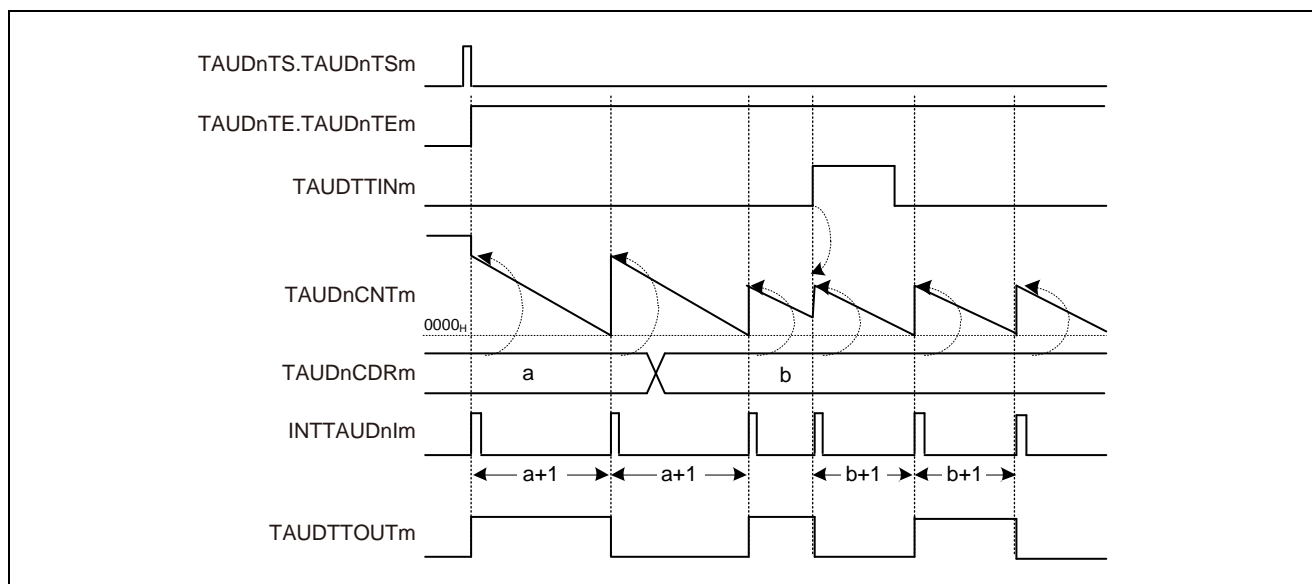 TAUDnTS.TAUDnTSm
TAUDnTE.TAUDnTEm
TAUDTTINm
TAUDnCNTm
0000H
TAUDnCDRm
a
b
INTTAUDnIm
a+1
a+1
b+1
b+1
TAUDTTOUTm